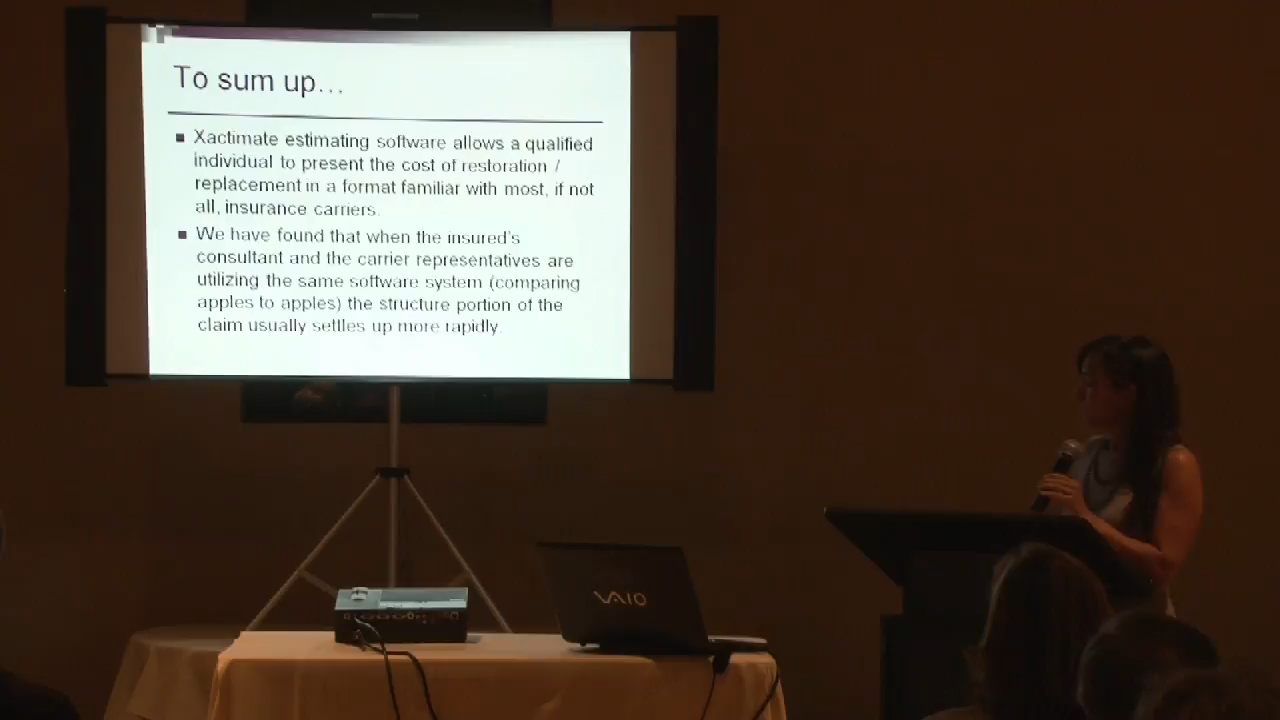 To sum up...
■ Xactimate estimating software allows a qualified
individual to present the cost of restoration /
replacement in a format familiar with most, if not
all, insurance carriers.
■ We have found that when the insured's
consultant and the carrier representatives are
utilizing the same software system (comparing
apples to apples) the structure portion of the
claim usually settles up more rapidly.
VAIO